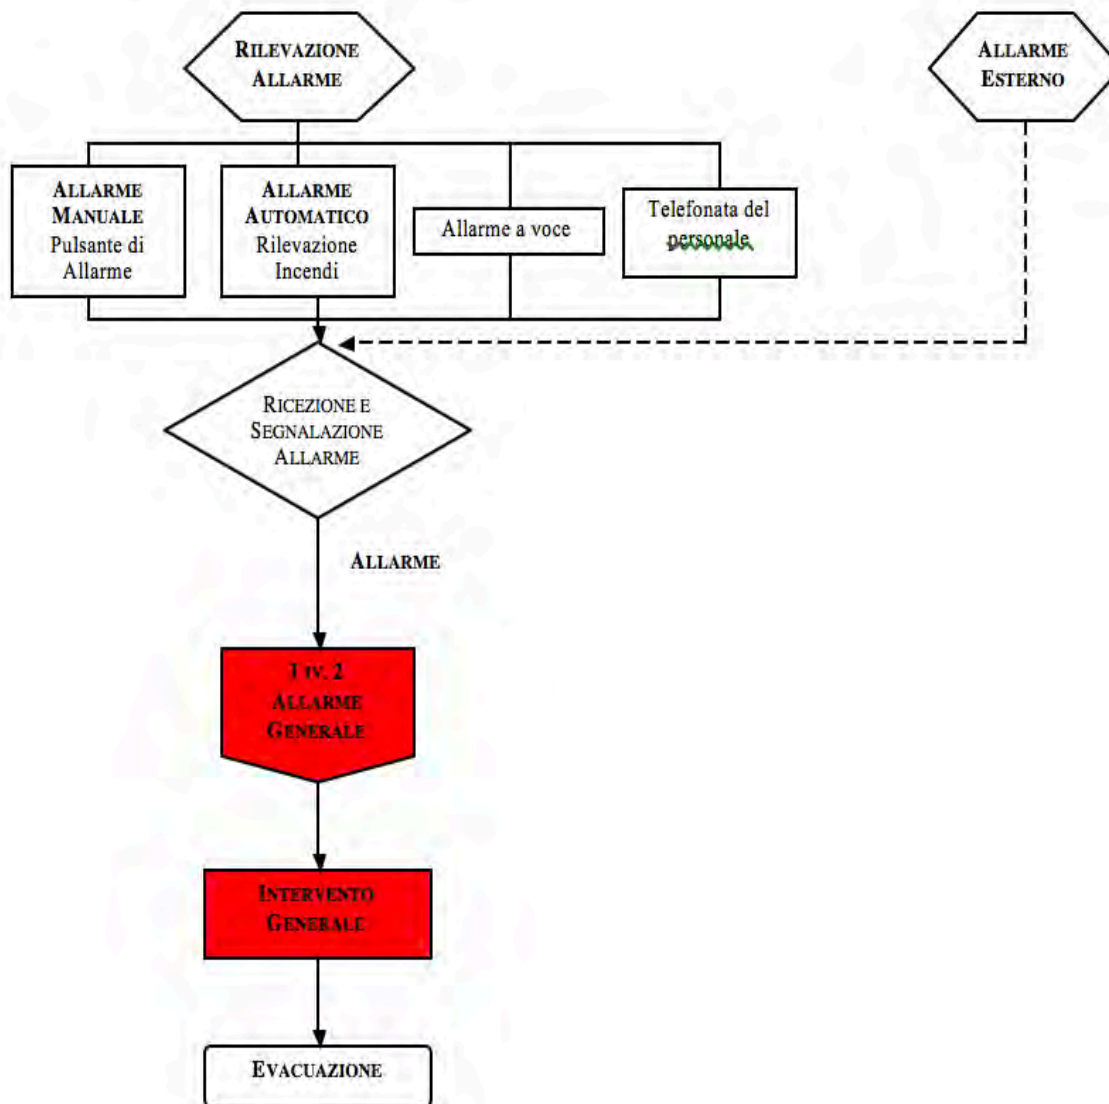 RILEVAZIONE
ALLARME
ALLARME
ESTERNO
ALLARME
MANUALE
Pulsante di
Allarme
ALLARME
AUTOMATICO
Rilevazione
Incendi
Allarme a voce
Telefonata del
personale
RICEZIONE E
SEGNALAZIONE
ALLARME
ALLARME
2
ALLARME
GENERALE
INTERVENTO
GENERALE
EVACUAZIONE